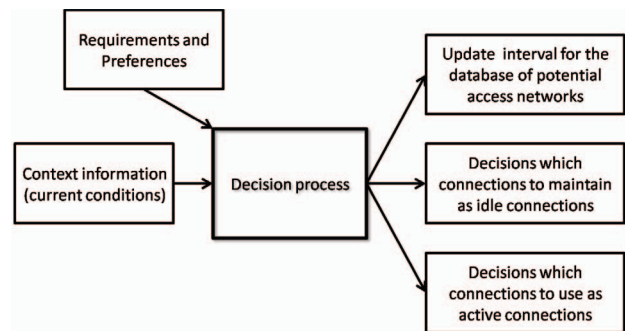 Requirements and
Preferences
Context information
(current conditions)
Decision process
Update interval for the
database of potential
access networks
Decisions which
connections to maintain
as idle connections
Decisions which
connections to use as
active connections